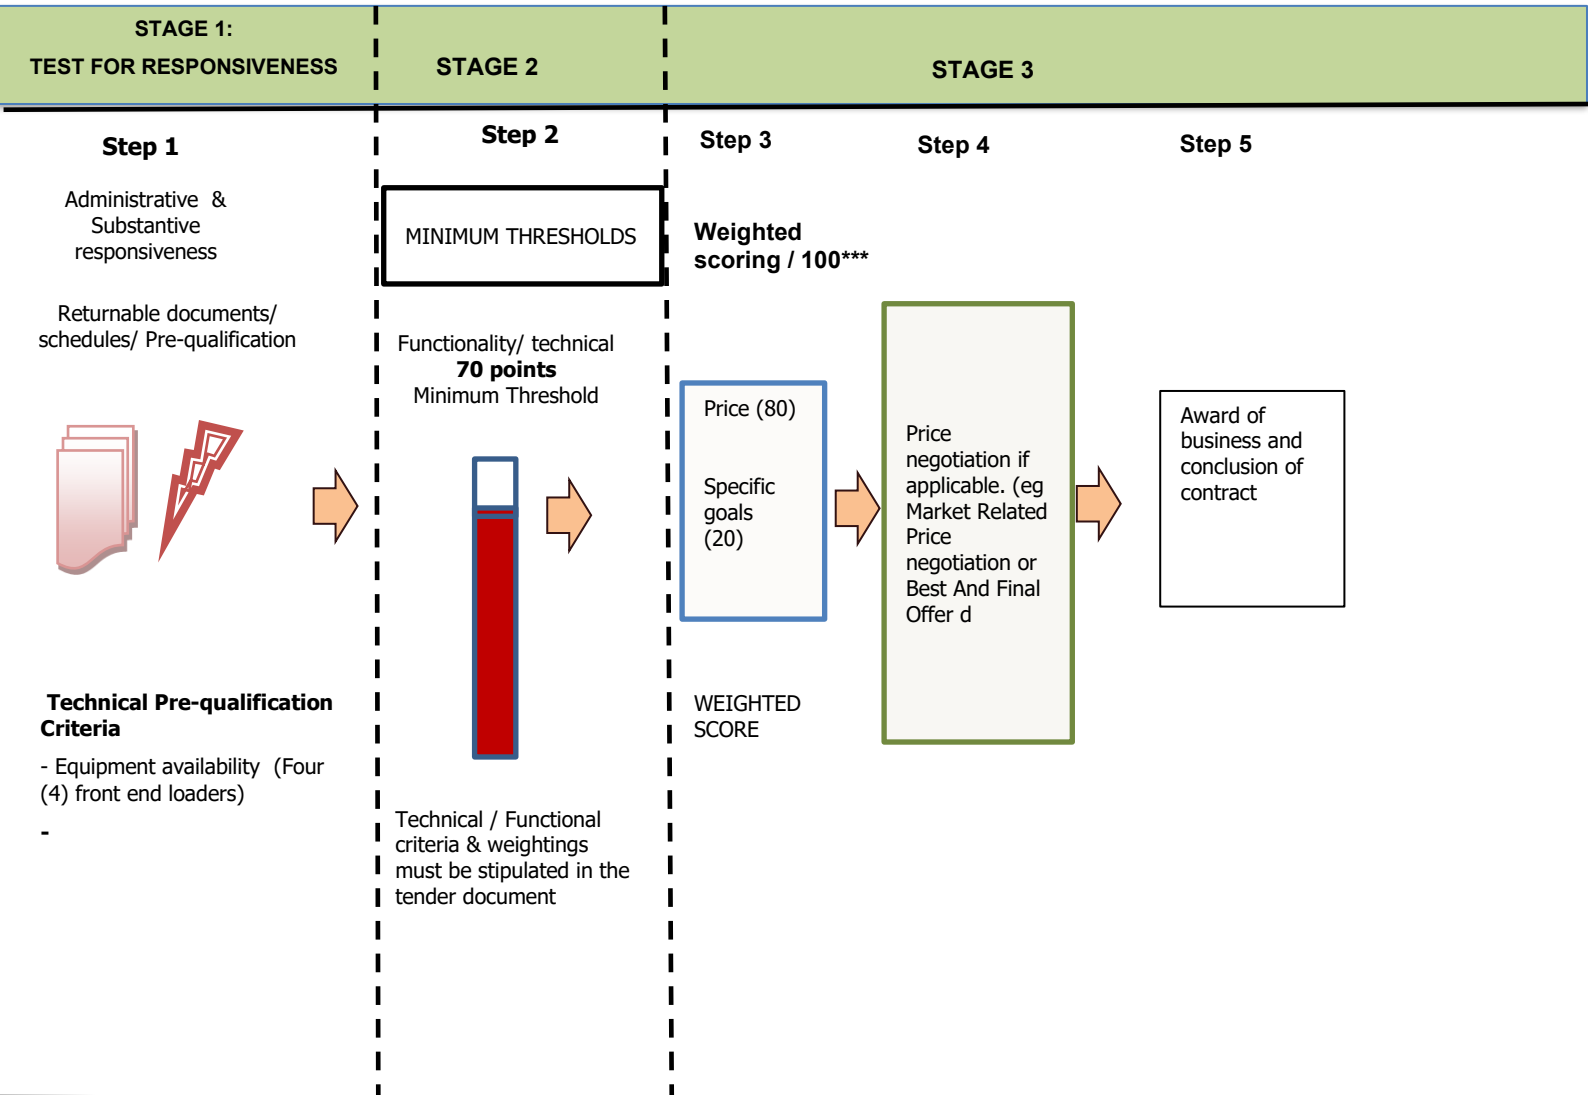 STAGE 1:
TEST FOR RESPONSIVENESS
STAGE 2
STAGE 3
Step 1
Administrative &
Substantive
responsiveness
Returnable documents/
schedules/ Pre-qualification
Technical Pre-qualification
Criteria
- Equipment availability (Four
(4) front end loaders)
-
Step 2
MINIMUM THRESHOLDS
Functionality/ technical
70 points
Minimum Threshold
Technical / Functional
criteria & weightings
must be stipulated in the
tender document
Step 3
Weighted
scoring / 100***
Price (80)
Specific
goals
(20)
WEIGHTED
SCORE
Step 4
Price
negotiation if
applicable. (eg
Market Related
Price
negotiation or
Best And Final
Offer d
Step 5
Award of
business and
conclusion of
contract